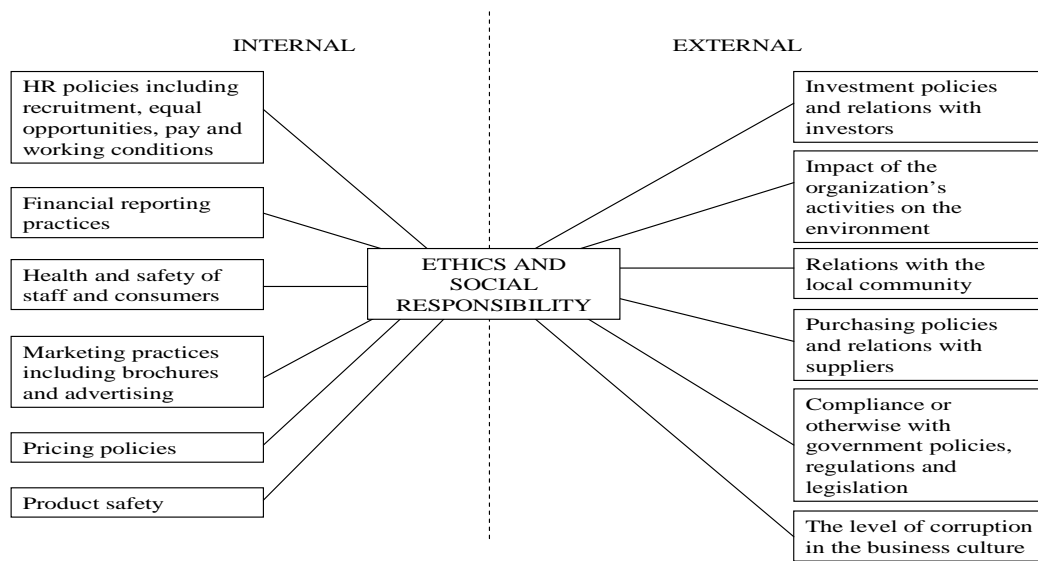 INTERNAL
EXTERNAL
HR policies including
recruitment, equal
opportunities, pay and
working conditions
Financial reporting
practices
Health and safety of
staff and consumers
Marketing practices
including brochures
and advertising
Pricing policies
Product safety
ETHICS AND
SOCIAL
RESPONSIBILITY
Investment policies
and relations with
investors
Impact of the
organization’s
activities on the
environment
Relations with the
local community
Purchasing policies
and relations with
suppliers
Compliance or
otherwise with
government policies,
regulations and
legislation
The level of corruption
in the business culture